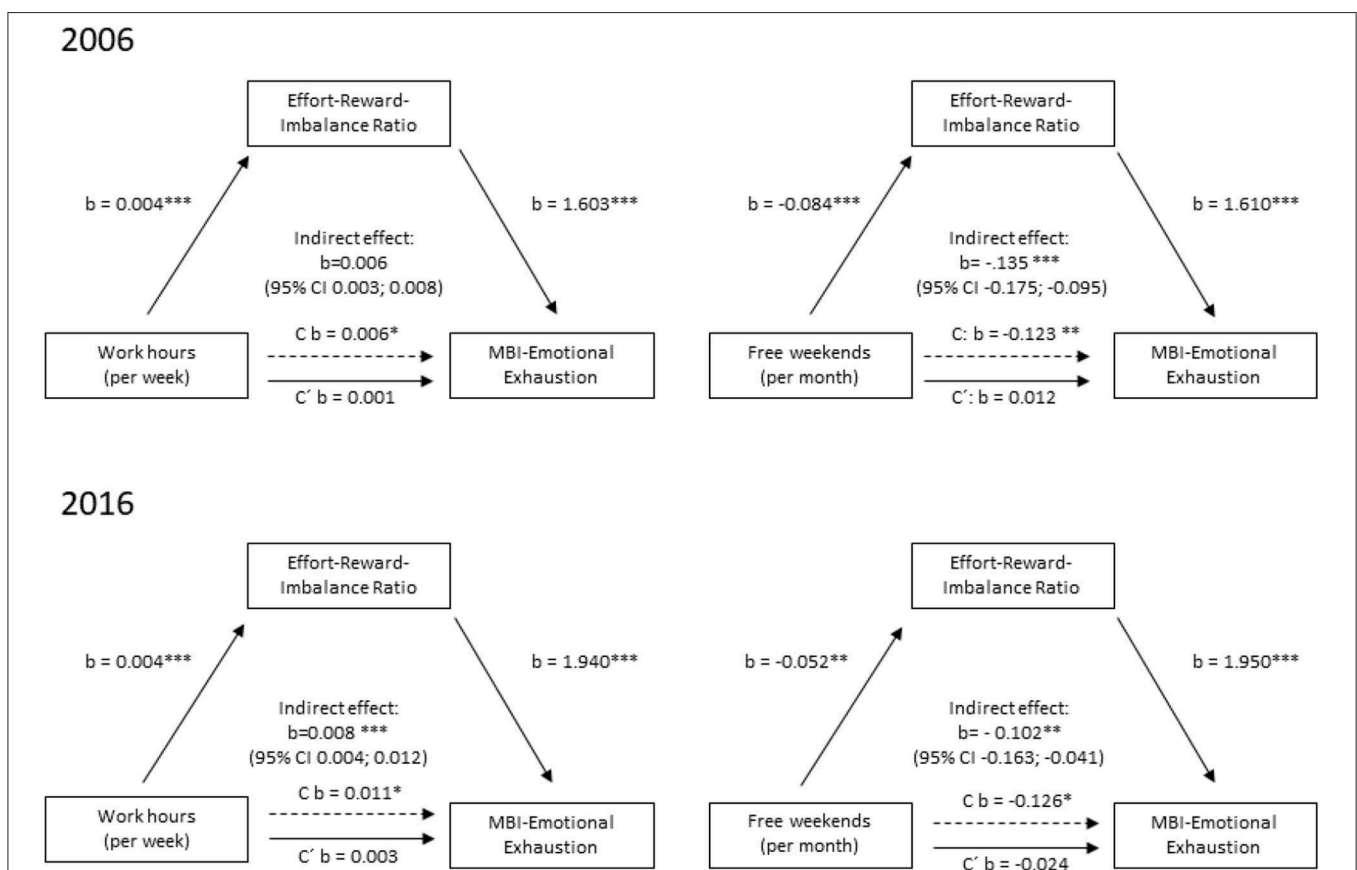 2006
Effort-Reward-
Imbalance Ratio
b = 0.004***
b = 1.603***
Indirect effect:
b=0.006
(95% CI 0.003; 0.008)
Work hours
(per week)
C b = 0.006*
C´ b = 0.001
MBI-Emotional
Exhaustion
Effort-Reward-
Imbalance Ratio
b = -0.084***
b = 1.610***
Indirect effect:
b= -.135 ***
(95% CI -0.175; -0.095)
Free weekends
(per month)
C: b = -0.123 **
C´: b = 0.012
MBI-Emotional
Exhaustion
2016
Effort-Reward-
Imbalance Ratio
b = 0.004***
b = 1.940***
Indirect effect:
b=0.008 ***
(95% CI 0.004; 0.012)
Work hours
(per week)
C b = 0.011*
C´ b = 0.003
MBI-Emotional
Exhaustion
Effort-Reward-
Imbalance Ratio
b = -0.052**
b = 1.950***
Indirect effect:
b= - 0.102**
(95% CI -0.163; -0.041)
Free weekends
(per month)
C b = -0.126*
C´ b = -0.024
MBI-Emotional
Exhaustion